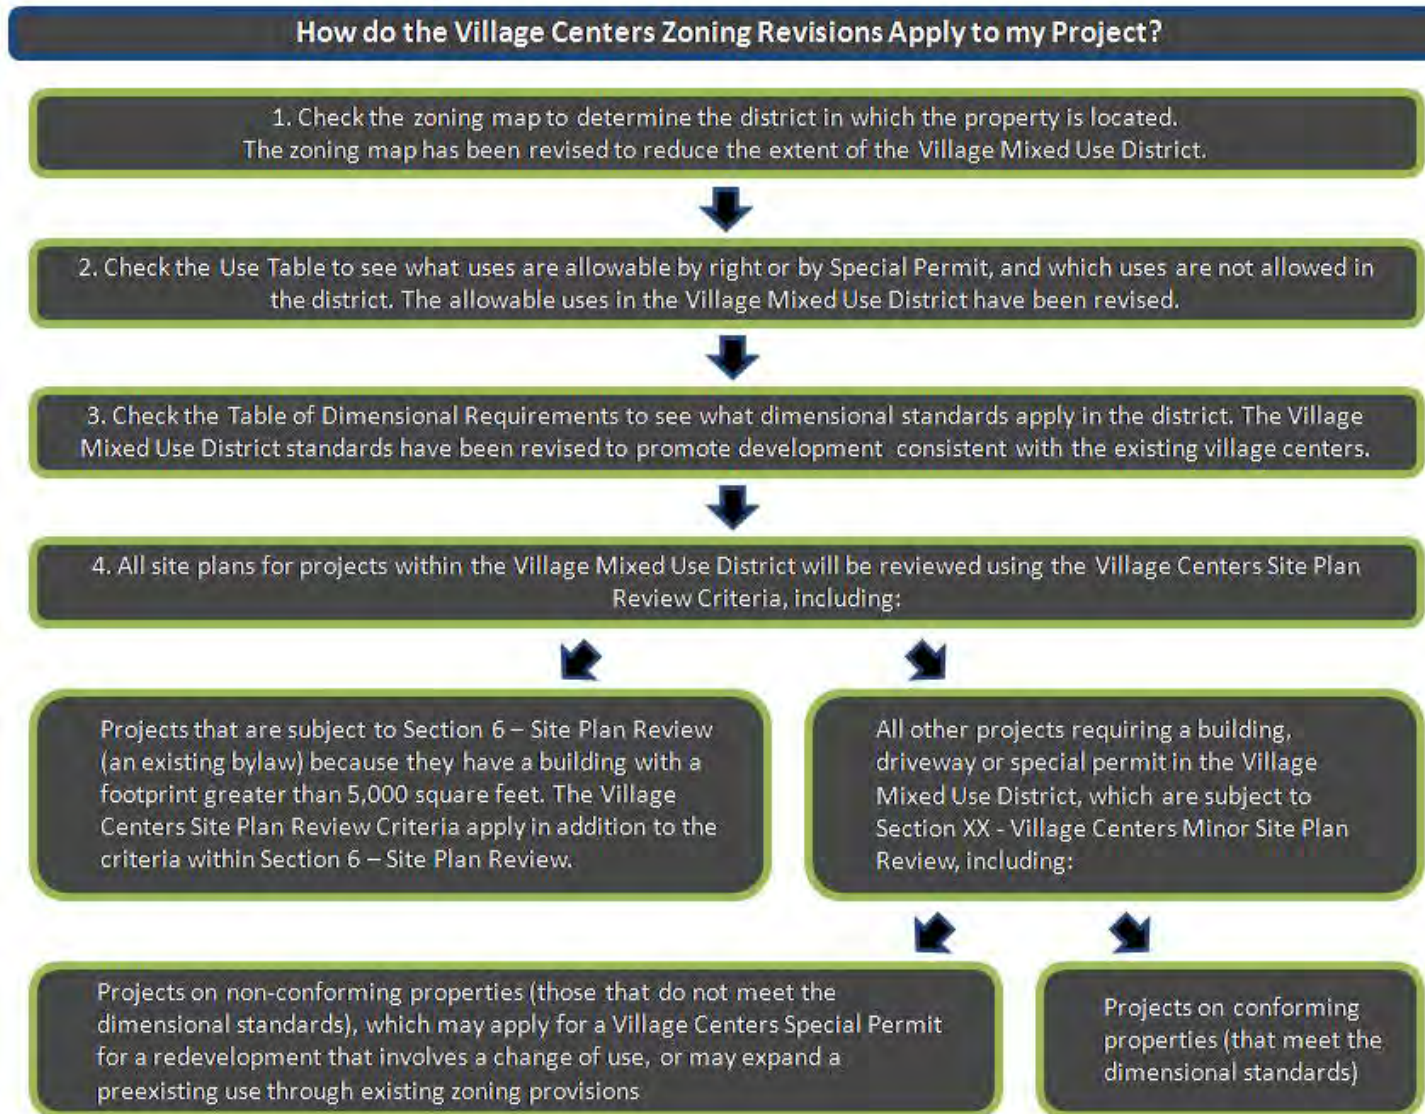 How do the Village Centers Zoning Revisions Apply to my Project?
1. Check the zoning map to determine the district in which the property is located.
The zoning map has been revised to reduce the extent of the Village Mixed Use District.
2. Check the Use Table to see what uses are allowable by right or by Special Permit, and which uses are not allowed in
the district. The allowable uses in the Village Mixed Use District have been revised.
3. Check the Table of Dimensional Requirements to see what dimensional standards apply in the district. The Village
Mixed Use District standards have been revised to promote development consistent with the existing village centers.
4. All site plans for projects within the Village Mixed Use District will be reviewed using the Village Centers Site Plan
Review Criteria, including:
Projects that are subject to Section 6 – Site Plan Review
(an existing bylaw) because they have a building with a
footprint greater than 5,000 square feet. The Village
Centers Site Plan Review Criteria apply in addition to the
criteria within Section 6 – Site Plan Review.
All other projects requiring a building,
driveway or special permit in the Village
Mixed Use District, which are subject to
Section XX - Village Centers Minor Site Plan
Review, including:
Projects on non-conforming properties (those that do not meet the
dimensional standards), which may apply for a Village Centers Special Permit
for a redevelopment that involves a change of use, or may expand a
preexisting use through existing zoning provisions
Projects on conforming
properties (that meet the
dimensional standards)